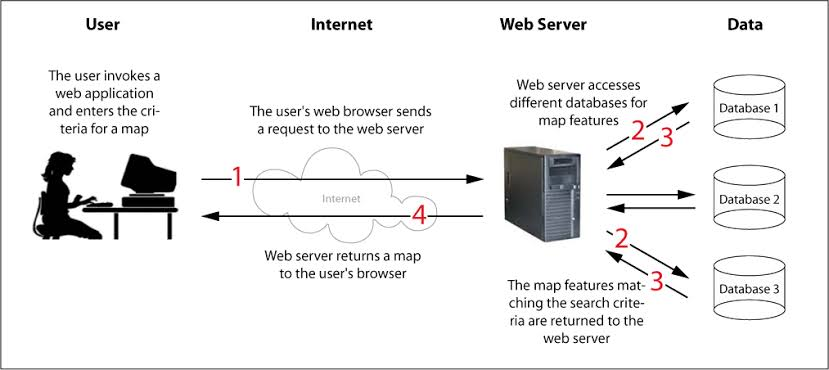 User
Internet
Web Server
Data
The user invokes a
web application
and enters the cri-
teria for a map
The user's web browser sends
a request to the web server
Web server accesses
different databases for
map features
Database 1
2
3
1
Internet
4
Database 2
2
3
Database 3
Web server returns a map
to the user's browser
The map features mat-
ching the search crite-
ria are returned to the
web server